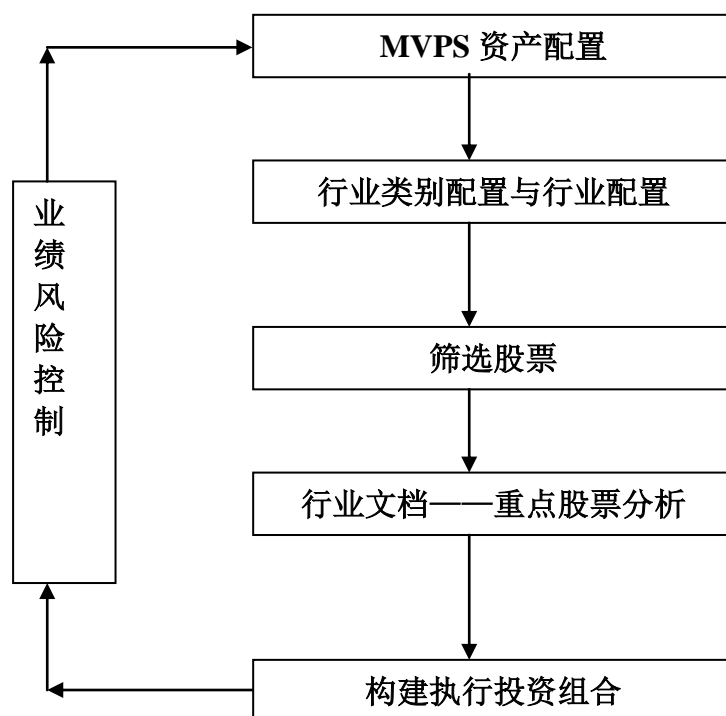 MVPS 资产配置
行业类别配置与行业配置
业绩风险控制
筛选股票
行业文档——重点股票分析
构建执行投资组合